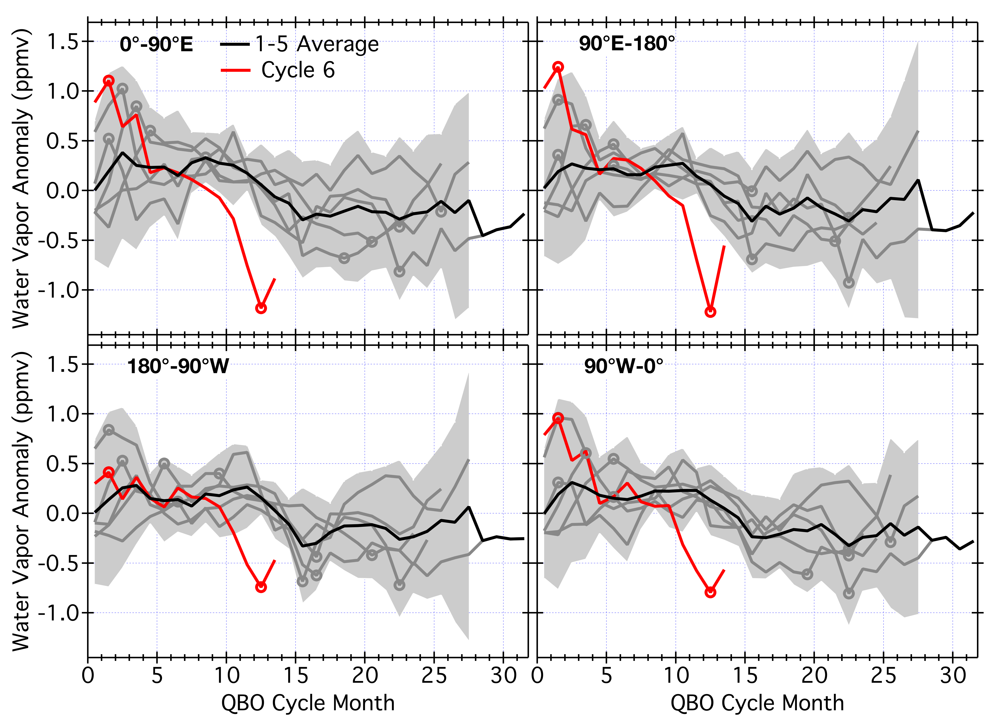 0°-90°E
1-5 Average
Cycle 6
90°E-180°
Water Vapor Anomaly (ppmv)
1.5
1.0
0.5
0.0
-0.5
-1.0
180°-90°W
90°W-0°
Water Vapor Anomaly (ppmv)
1.5
1.0
0.5
0.0
-0.5
-1.0
0 5 10 15 20 25 30
0 5 10 15 20 25 30
QBO Cycle Month
QBO Cycle Month